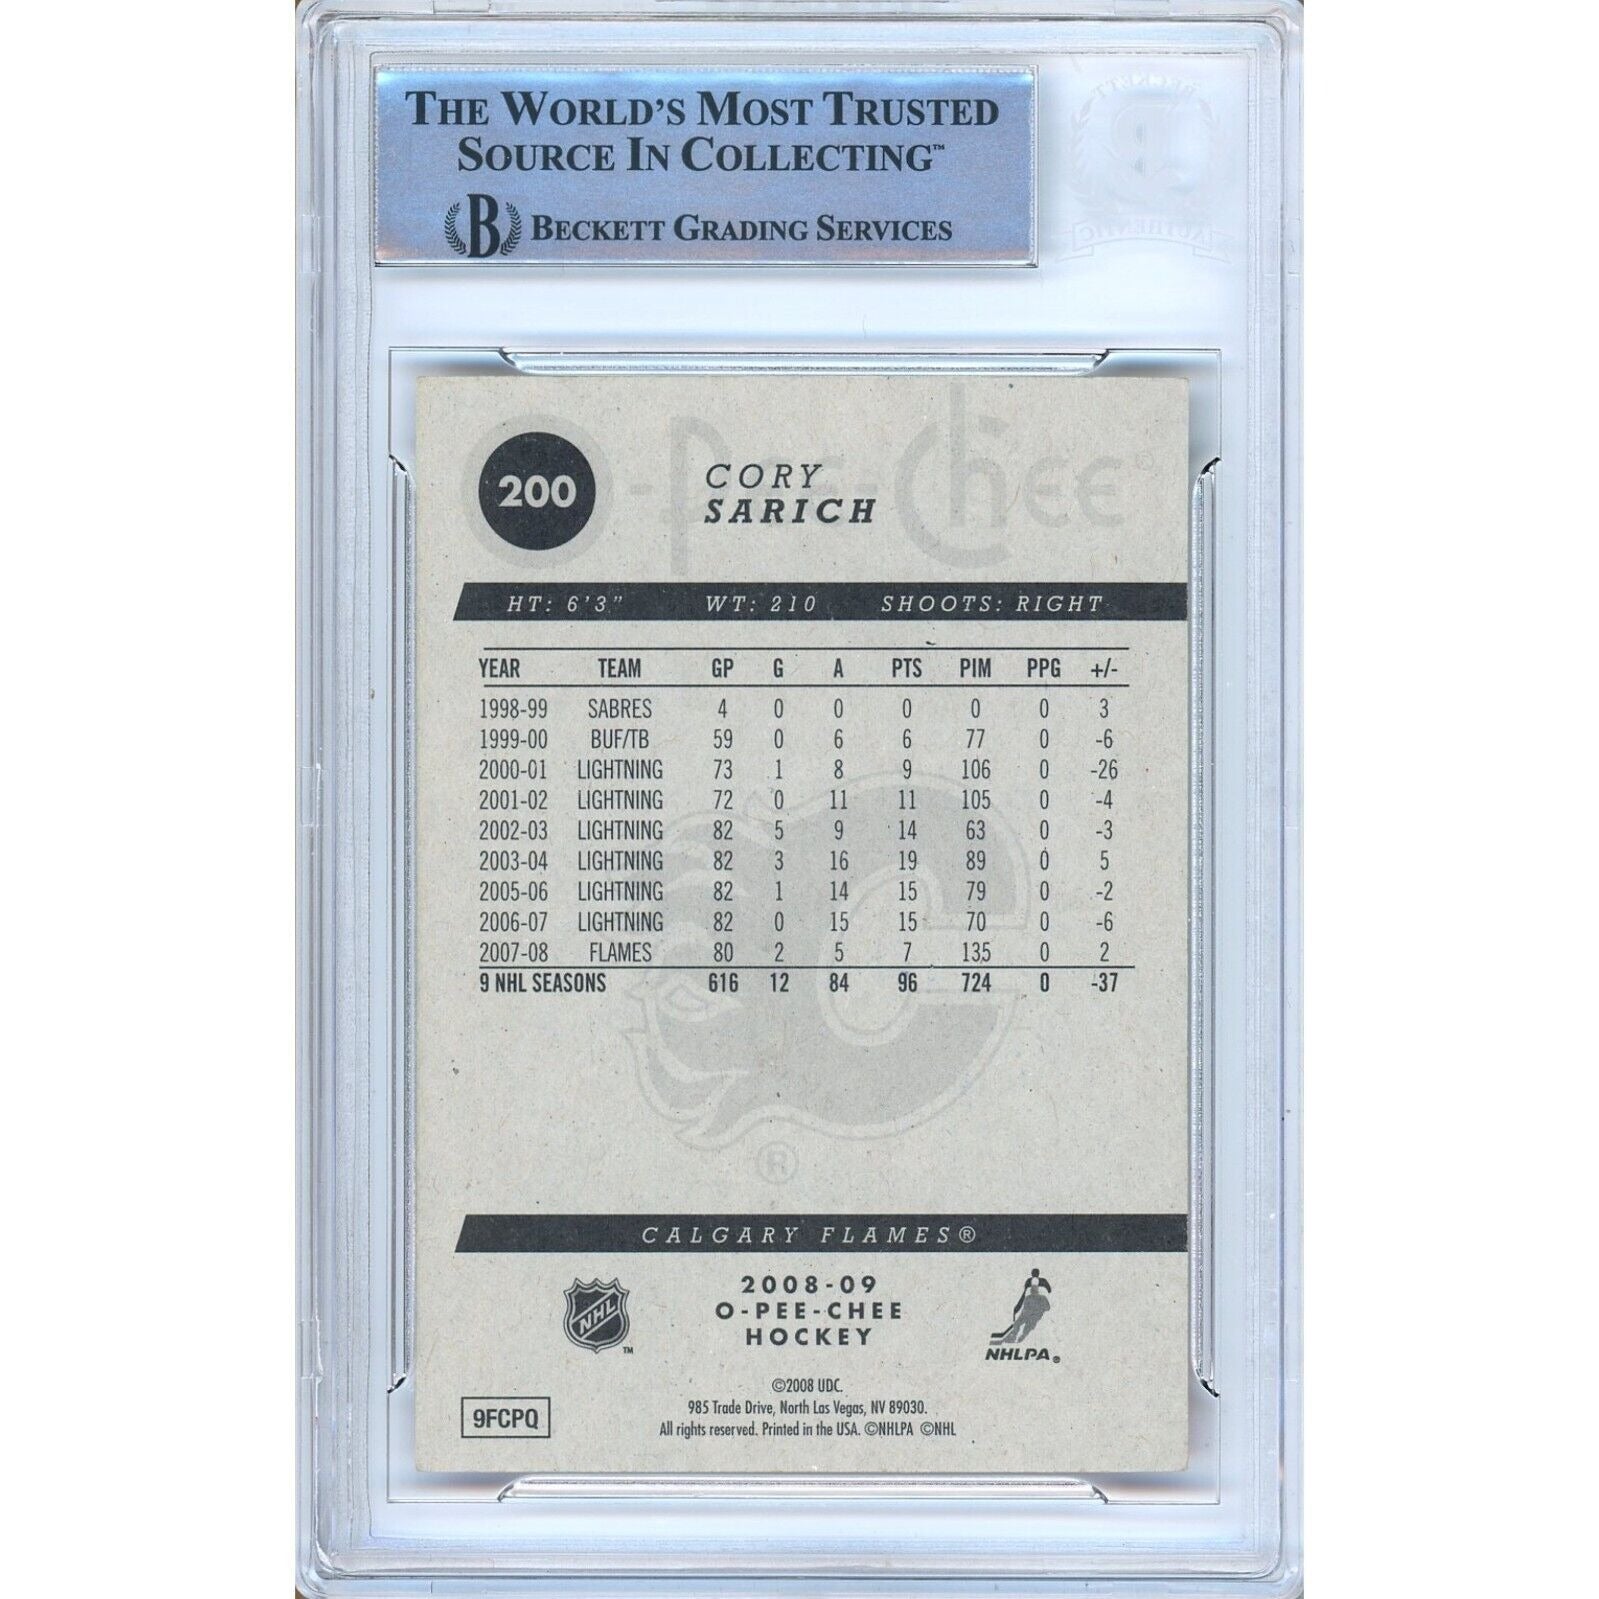 THE WORLD'S MOST TRUSTED
SOURCE IN COLLECTING™
B BECKETT GRADING SERVICES
BECKETT
B
AUTHENTIC
O-Pee-Chee®
200
CORY
SARICH
HT: 6'3" WT: 210 SHOOTS: RIGHT
YEAR TEAM GP G A PTS PIM PPG +/-
1998-99 SABRES 4 0 0 0 0 0 3
1999-00 BUF/TB 59 0 6 6 77 0 -6
2000-01 LIGHTNING 73 1 8 9 106 0 -26
2001-02 LIGHTNING 72 0 11 11 105 0 -4
2002-03 LIGHTNING 82 5 9 14 63 0 -3
2003-04 LIGHTNING 82 3 16 19 89 0 5
2005-06 LIGHTNING 82 1 14 15 79 0 -2
2006-07 LIGHTNING 82 0 15 15 70 0 -6
2007-08 FLAMES 80 2 5 7 135 0 2
9 NHL SEASONS 616 12 84 96 724 0 -37
C
®
CALGARY FLAMES®
NHL™
2008-09
O-PEE-CHEE
HOCKEY
NHLPA®
©2008 UDC.
985 Trade Drive, North Las Vegas, NV 89030.
All rights reserved. Printed in the USA. ©NHLPA ©NHL
9FCPQ